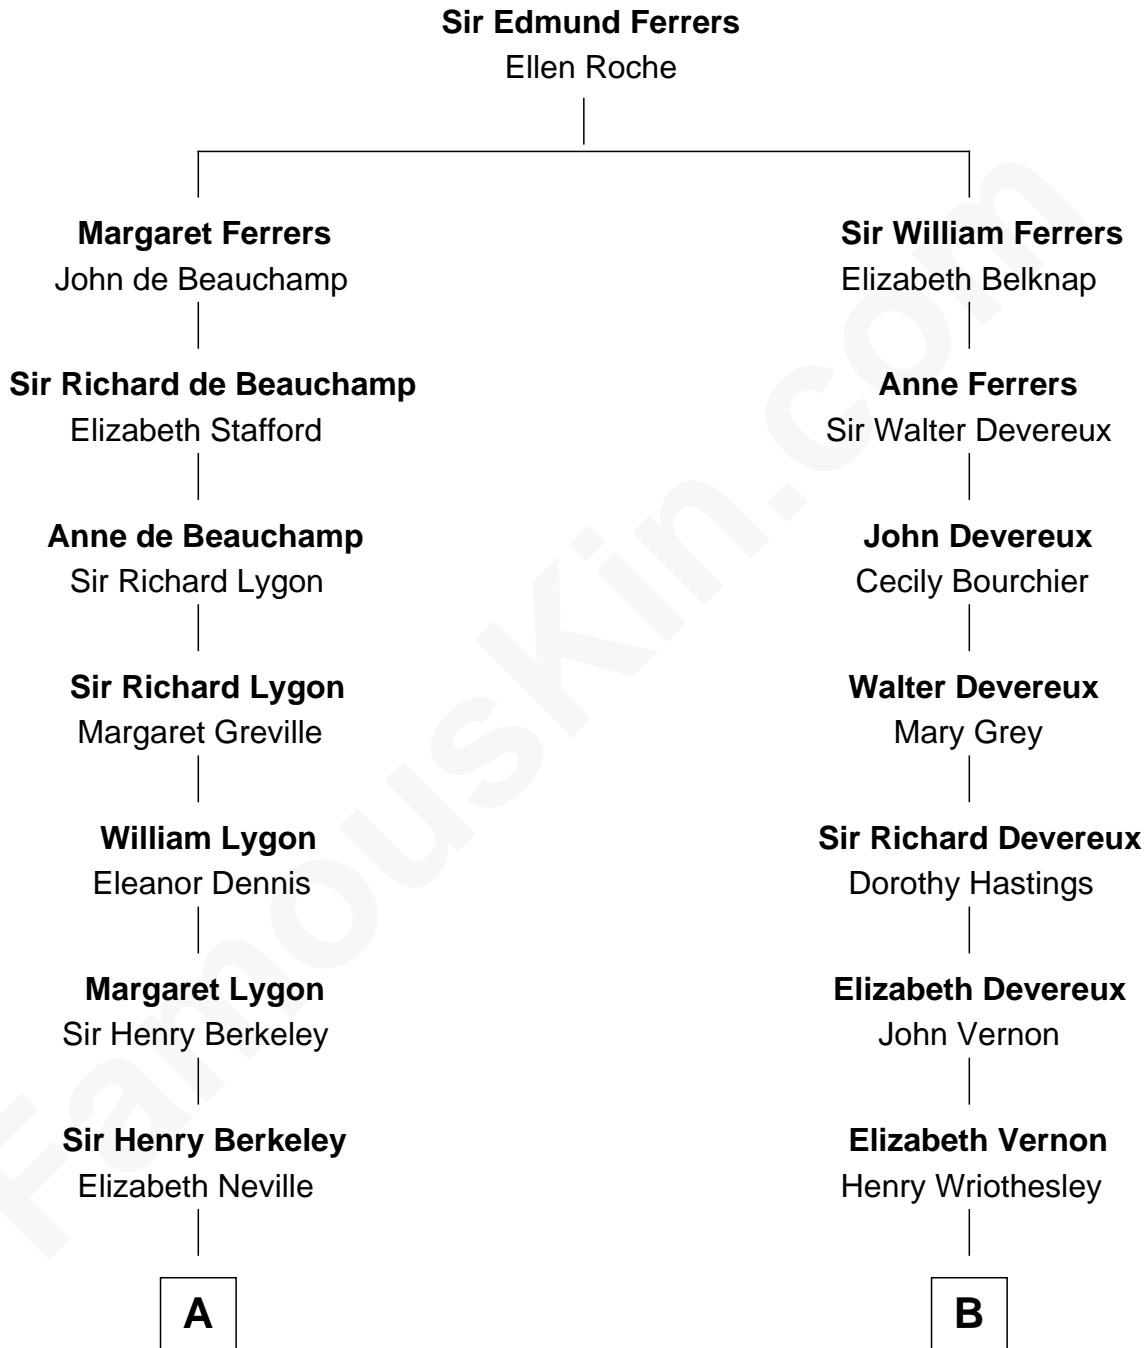 Sir Edmund Ferrers
Ellen Roche
Margaret Ferrers
John de Beauchamp
Sir William Ferrers
Elizabeth Belknap
Sir Richard de Beauchamp
Elizabeth Stafford
Anne Ferrers
Sir Walter Devereux
Anne de Beauchamp
Sir Richard Lygon
John Devereux
Cecily Bourchier
Sir Richard Lygon
Margaret Greville
Walter Devereux
Mary Grey
William Lygon
Eleanor Dennis
Sir Richard Devereux
Dorothy Hastings
Margaret Lygon
Sir Henry Berkeley
Elizabeth Devereux
John Vernon
Sir Henry Berkeley
Elizabeth Neville
Elizabeth Vernon
Henry Wriothesley
A
B
FamousKin.com